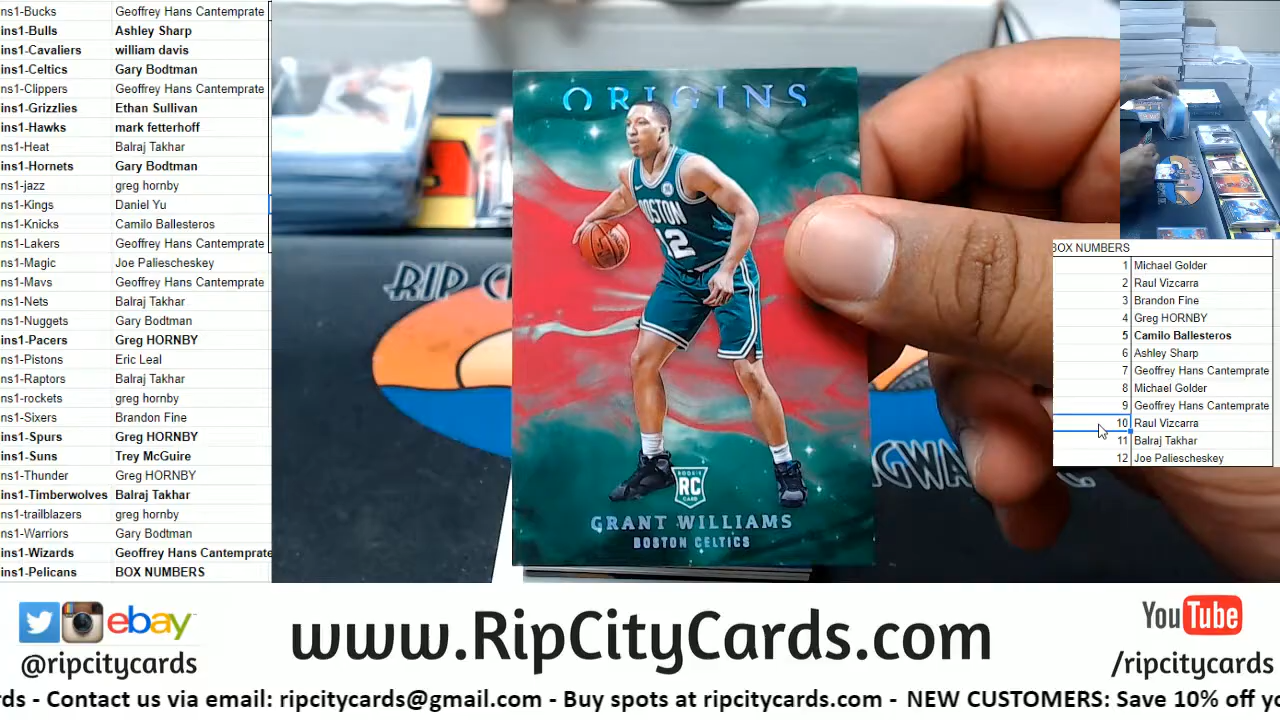 ns1-Bucks Geoffrey Hans Cantemprate
ins1-Bulls Ashley Sharp
ins1-Cavaliers william davis
ins1-Celtics Gary Bodtman
ns1-Clippers Geoffrey Hans Cantemprate
ins1-Grizzlies Ethan Sullivan
ins1-Hawks mark fetterhoff
ns1-Heat Balraj Takhar
ins1-Hornets Gary Bodtman
ns1-jazz greg hornby
ns1-Kings Daniel Yu
ns1-Knicks Camilo Ballesteros
ns1-Lakers Geoffrey Hans Cantemprate
ns1-Magic Joe Paliescheskey
ns1-Mavs Geoffrey Hans Cantemprate
ns1-Nets Balraj Takhar
ns1-Nuggets Gary Bodtman
ins1-Pacers Greg HORNBY
ns1-Pistons Eric Leal
ns1-Raptors Balraj Takhar
ns1-rockets greg hornby
ns1-Sixers Brandon Fine
ins1-Spurs Greg HORNBY
ins1-Suns Trey McGuire
ns1-Thunder Greg HORNBY
ins1-Timberwolves Balraj Takhar
ns1-trailblazers greg hornby
ns1-Warriors Gary Bodtman
ins1-Wizards Geoffrey Hans Cantemprate
ins1-Pelicans BOX NUMBERS
ORIGINS
BOSTON
12
RIP C
GWA
ROOKIE
RC
CARD
GRANT WILLIAMS
BOSTON CELTICS
BOX NUMBERS
1 Michael Golder
2 Raul Vizcarra
3 Brandon Fine
4 Greg HORNBY
5 Camilo Ballesteros
6 Ashley Sharp
7 Geoffrey Hans Cantemprate
8 Michael Golder
9 Geoffrey Hans Cantemprate
10 Raul Vizcarra
11 Balraj Takhar
12 Joe Paliescheskey
ebay
@ripcitycards
www.RipCityCards.com
YouTube
/ripcitycards
rds - Contact us via email: ripcitycards@gmail.com - Buy spots at ripcitycards.com - NEW CUSTOMERS: Save 10% off yo